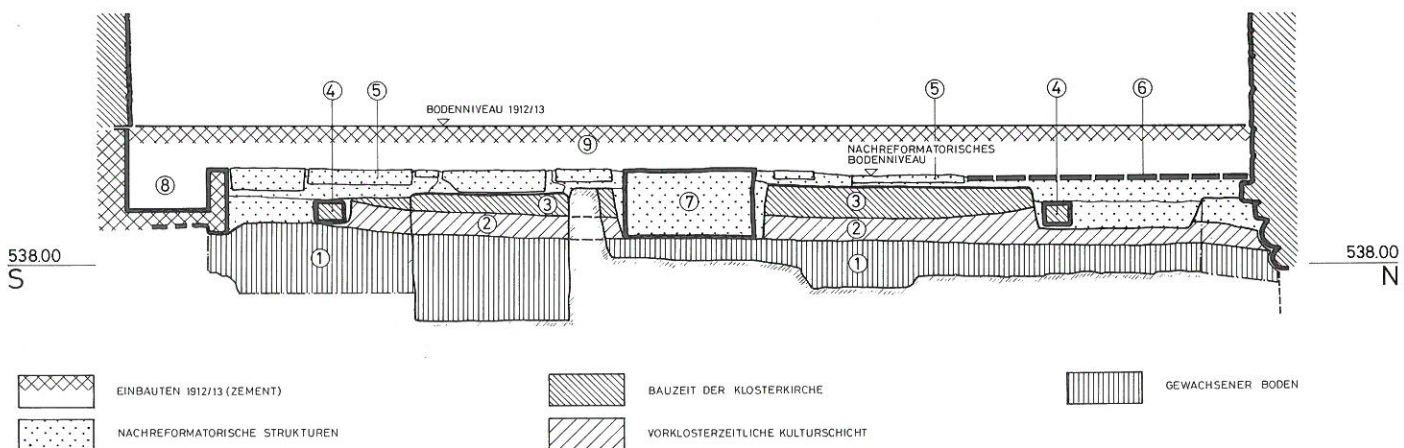 ④ ⑤ BODENNIVEAU 1912/13 ⑤ ④ ⑥
⑨
NACHREFORMATORISCHES
BODENNIVEAU
⑧
③ ⑦ ③
② ②
① ①
538.00 538.00
S N
EINBAUTEN 1912/13 (ZEMENT) BAUZEIT DER KLOSTERKIRCHE GEWACHSENER BODEN
NACHREFORMATORISCHE STRUKTUREN VORKLOSTERZEITLICHE KULTURSCHICHT